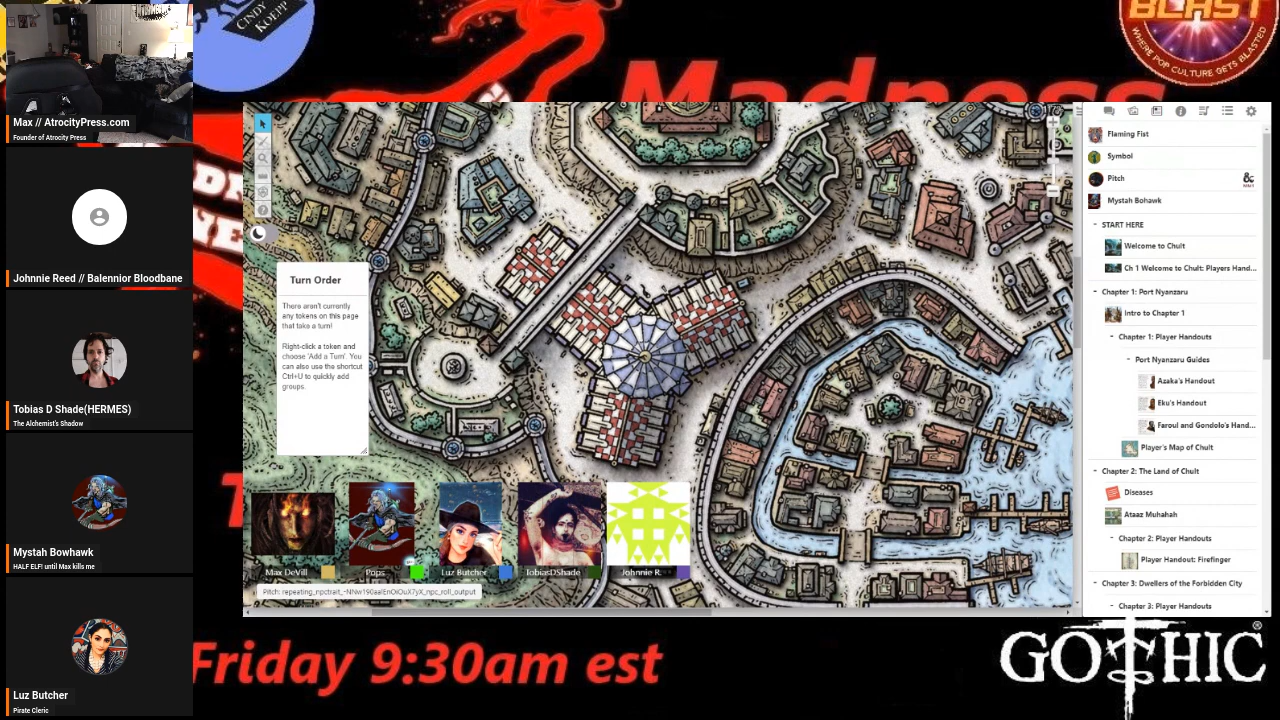 CINDY
KOEPP
BLAST
WHERE POP CULTURE GETS BLASTED
Madness
Max // AtrocityPress.com
Founder of Atrocity Press
Johnnie Reed // Balennior Bloodbane
Tobias D Shade(HERMES)
The Alchemist's Shadow
Mystah Bowhawk
HALF ELF! until Max kills me
Luz Butcher
Pirate Cleric
Turn Order
There aren't currently
any tokens on this page
that take a turn!
Right-click a token and
choose 'Add a Turn'. You
can also use the shortcut
Ctrl+U to quickly add
groups.
Max DeVill
Pops
Luz Butcher
TobiasDShade
Johnnie R.
Flaming Fist
Symbol
Pitch
Mystah Bohawk
START HERE
Welcome to Chult
Ch 1 Welcome to Chult: Players Hand...
Chapter 1: Port Nyanzaru
Intro to Chapter 1
Chapter 1: Player Handouts
Port Nyanzaru Guides
Azaka's Handout
Eku's Handout
Faroul and Gondolo's Hand...
Player's Map of Chult
Chapter 2: The Land of Chult
Diseases
Ataaz Muhahah
Chapter 2: Player Handouts
Player Handout: Firefinger
Chapter 3: Dwellers of the Forbidden City
Chapter 3: Player Handouts
Friday 9:30am est
GOTHIC